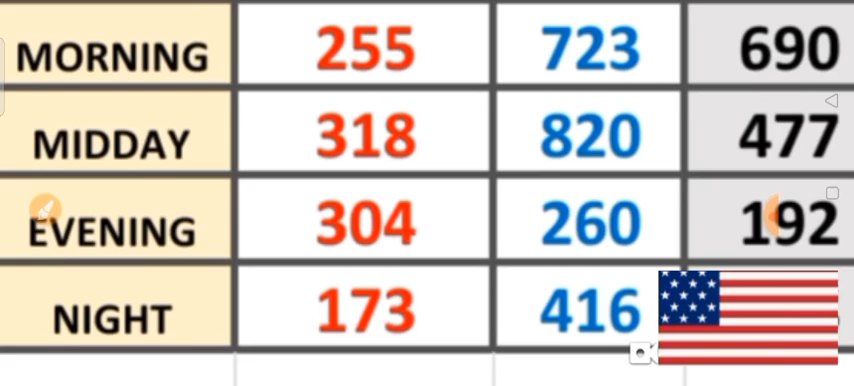 MORNING 255 723 690
MIDDAY 318 820 477
EVENING 304 260 192
NIGHT 173 416